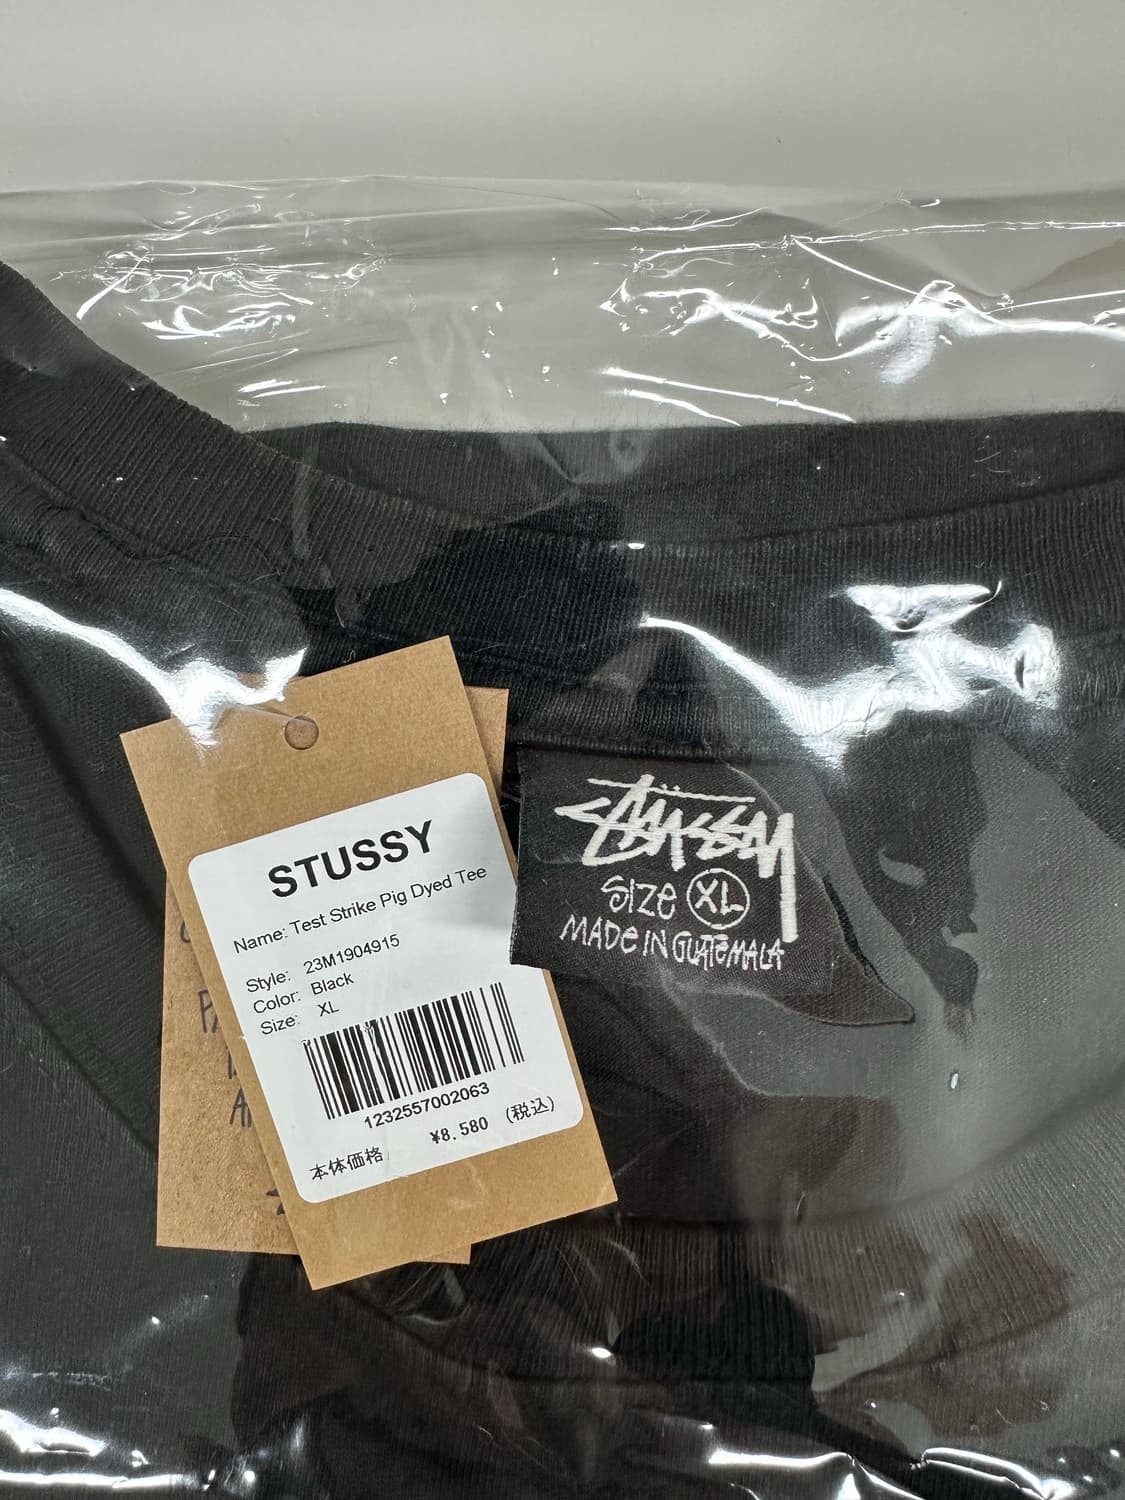 STUSSY
Name: Test Strike Pig Dyed Tee
Style: 23M1904915
Color: Black
Size: XL
1232557002063
本体価格 ¥8.580 (税込)
STÜSSY
SIZE XL
MADE IN GUATEMALA